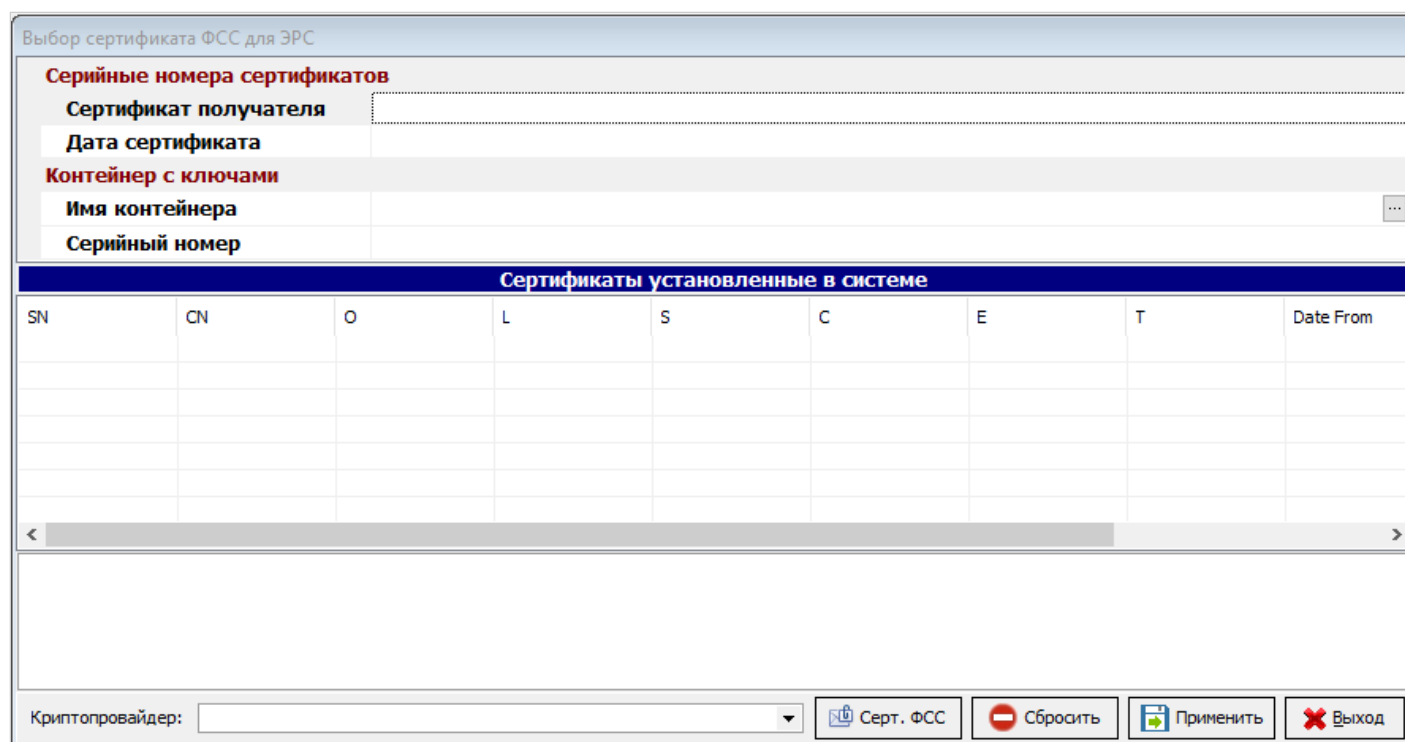 Выбор сертификата ФСС для ЭРС
Серийные номера сертификатов
Сертификат получателя
Дата сертификата
Контейнер с ключами
Имя контейнера ...
Серийный номер
Сертификаты установленные в системе
SN CN O L S C E T Date From
Криптопровайдер: Серт. ФСС Сбросить Применить Выход